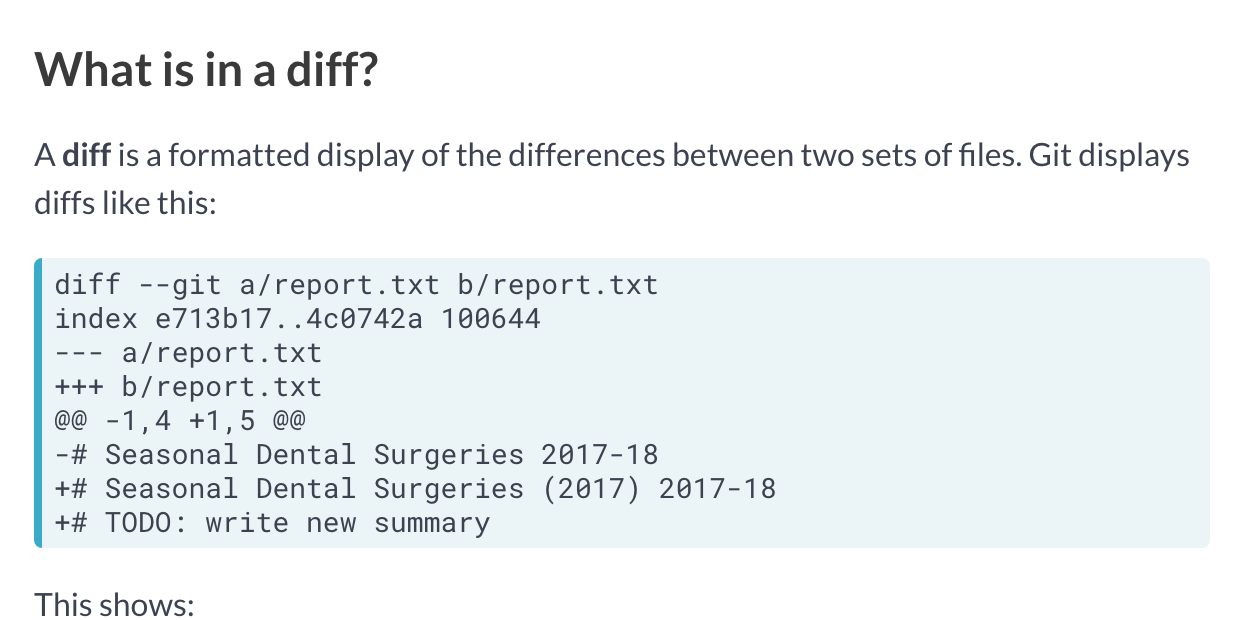 What is in a diff?
A diff is a formatted display of the differences between two sets of files. Git displays
diffs like this:
diff --git a/report.txt b/report.txt
index e713b17..4c0742a 100644
--- a/report.txt
+++ b/report.txt
@@ -1,4 +1,5 @@
-# Seasonal Dental Surgeries 2017-18
+# Seasonal Dental Surgeries (2017) 2017-18
+# TODO: write new summary
This shows: